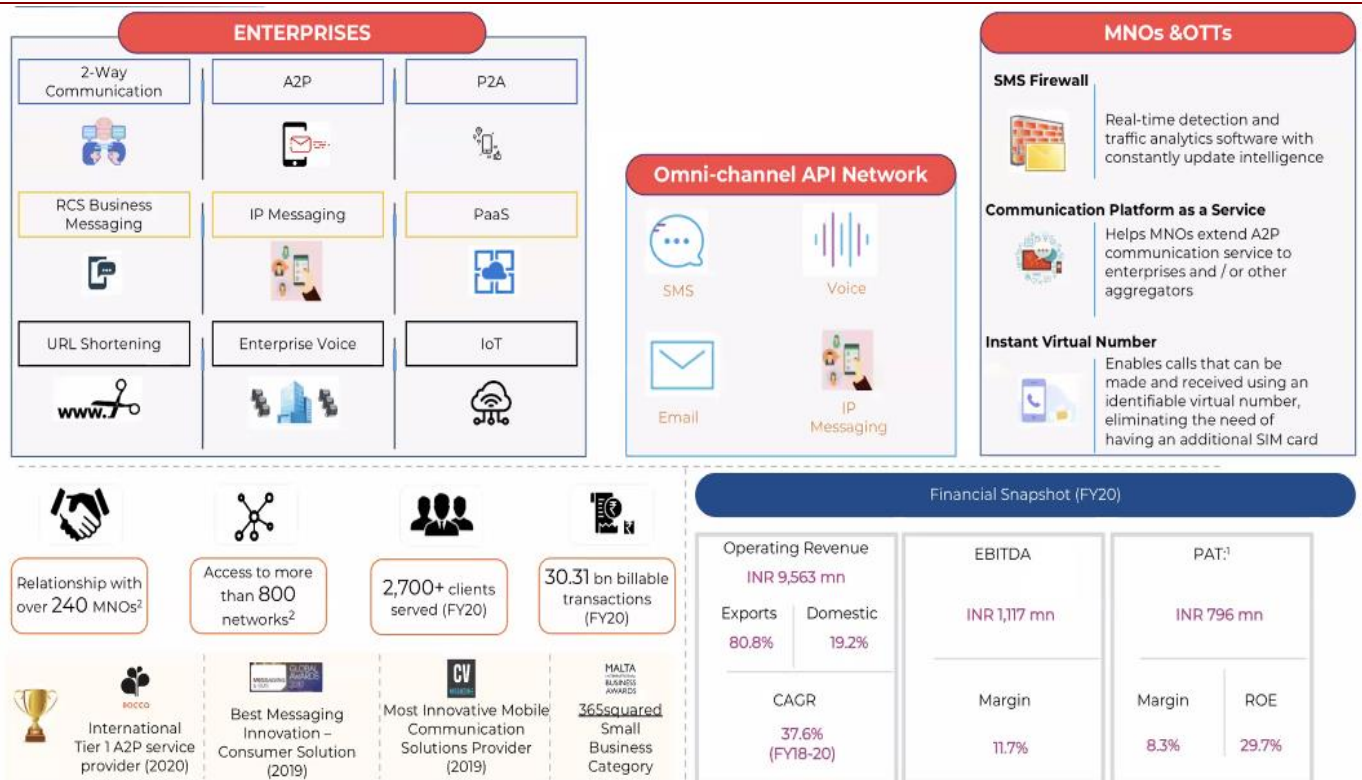 ENTERPRISES
2-Way
Communication
A2P
P2A
RCS Business
Messaging
IP Messaging
PaaS
URL Shortening
Enterprise Voice
IoT
www.
Omni-channel API Network
SMS
Voice
Email
IP
Messaging
MNOs &OTTs
SMS Firewall
Real-time detection and
traffic analytics software with
constantly update intelligence
Communication Platform as a Service
Helps MNOs extend A2P
communication service to
enterprises and / or other
aggregators
Instant Virtual Number
Enables calls that can be
made and received using an
identifiable virtual number,
eliminating the need of
having an additional SIM card
Relationship with
over 240 MNOs²
Access to more
than 800
networks²
2,700+ clients
served (FY20)
30.31 bn billable
transactions
(FY20)
ROCCO
International
Tier 1 A2P service
provider (2020)
GLOBAL
AWARDS
Best Messaging
Innovation –
Consumer Solution
(2019)
CV
Most Innovative Mobile
Communication
Solutions Provider
(2019)
MALTA
INTERNATIONAL
BUSINESS
AWARDS
365squared
Small
Business
Category
Financial Snapshot (FY20)
Operating Revenue
INR 9,563 mn
Exports
Domestic
80.8%
19.2%
CAGR
37.6%
(FY18-20)
EBITDA
INR 1,117 mn
Margin
11.7%
PAT:¹
INR 796 mn
Margin
ROE
8.3%
29.7%